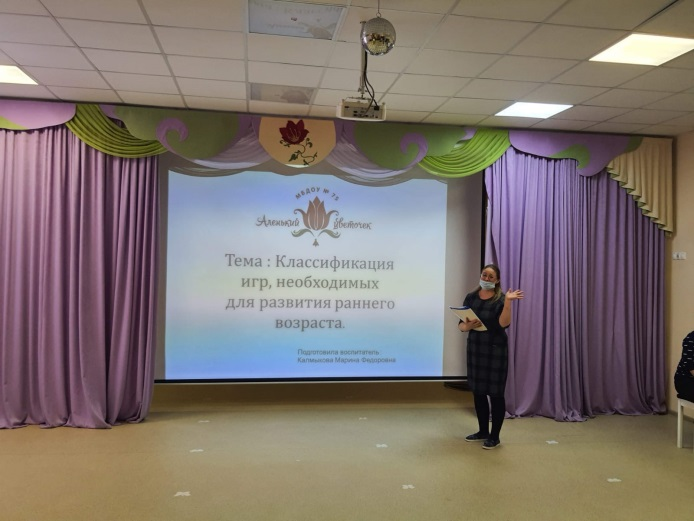 МБДОУ № 75
Аленький Цветочек
Тема : Классификация
игр, необходимых
для развития раннего
возраста.
Подготовила воспитатель:
Калмыкова Марина Федоровна